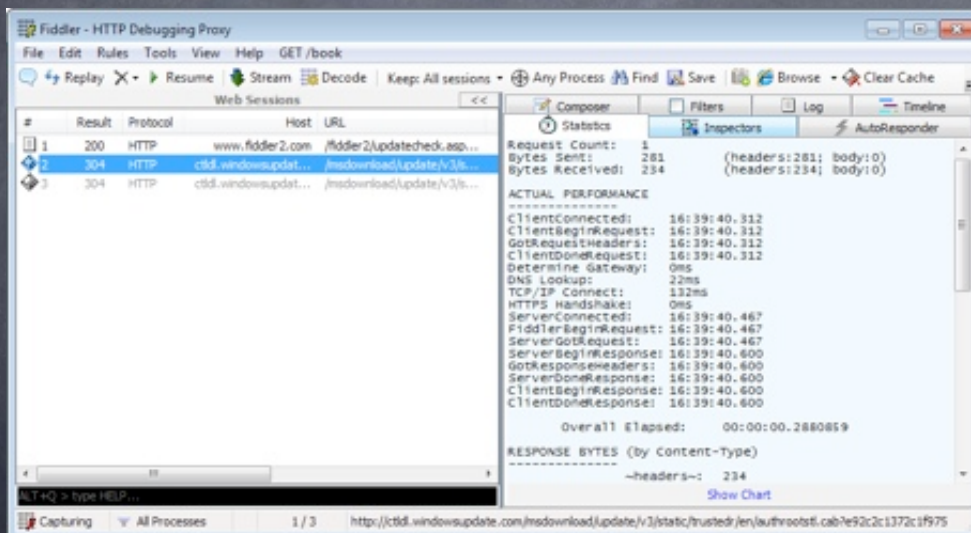 Fiddler - HTTP Debugging Proxy
File Edit Rules Tools View Help GET /book
Replay X Resume Stream Decode Keep: All sessions Any Process Find Save Browse Clear Cache
Web Sessions <<
# Result Protocol Host URL
1 200 HTTP www.fiddler2.com /fiddler2/updatecheck.asp...
2 304 HTTP ctldl.windowsupdat... /msdownload/update/v3/s...
3 304 HTTP ctldl.windowsupdat... /msdownload/update/v3/s...
Composer Filters Log Timeline
Statistics Inspectors AutoResponder
Request Count: 1
Bytes Sent: 281 (headers:281; body:0)
Bytes Received: 234 (headers:234; body:0)
ACTUAL PERFORMANCE
--------------
ClientConnected: 16:39:40.312
ClientBeginRequest: 16:39:40.312
GotRequestHeaders: 16:39:40.312
ClientDoneRequest: 16:39:40.312
Determine Gateway: 0ms
DNS Lookup: 22ms
TCP/IP Connect: 132ms
HTTPS Handshake: 0ms
ServerConnected: 16:39:40.467
FiddlerBeginRequest: 16:39:40.467
ServerGotRequest: 16:39:40.467
ServerBeginResponse: 16:39:40.600
GotResponseHeaders: 16:39:40.600
ServerDoneResponse: 16:39:40.600
ClientBeginResponse: 16:39:40.600
ClientDoneResponse: 16:39:40.600
Overall Elapsed: 00:00:00.2880859
RESPONSE BYTES (by Content-Type)
--------------
~headers~: 234
Show Chart
ALT+Q > type HELP...
Capturing All Processes 1 / 3 http://ctldl.windowsupdate.com/msdownload/update/v3/static/trustedr/en/authrootstl.cab?e92c2c1372c1f975